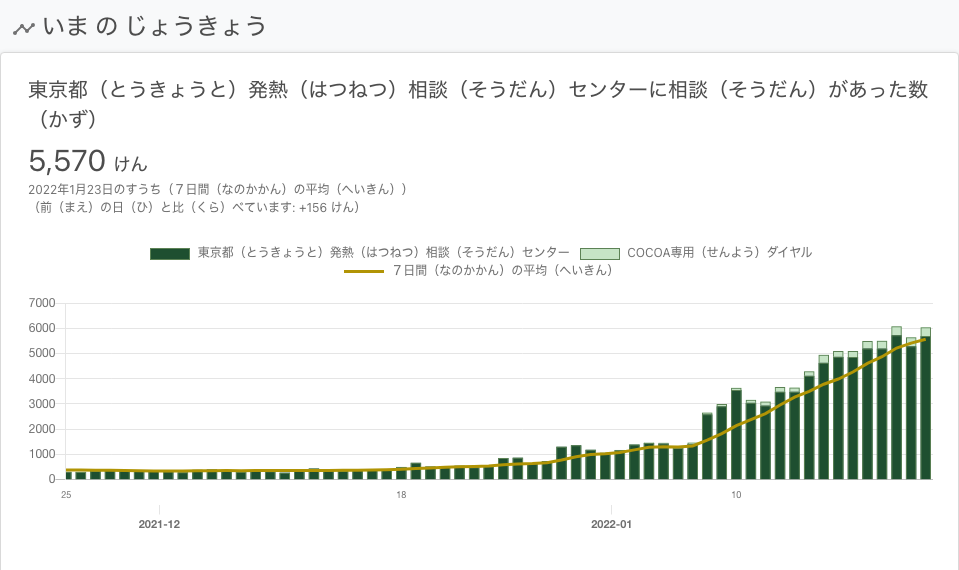 いま の じょうきょう
東京都（とうきょうと）発熱（はつねつ）相談（そうだん）センターに相談（そうだん）があった数
（かず）
5,570 けん
2022年1月23日のすうち（７日間（なのかかん）の平均（へいきん））
（前（まえ）の日（ひ）と比（くら）べています: +156 けん）
東京都（とうきょうと）発熱（はつねつ）相談（そうだん）センター COCOA専用（せんよう）ダイヤル
７日間（なのかかん）の平均（へいきん）
7000
6000
5000
4000
3000
2000
1000
0
25 18 10
2021-12 2022-01